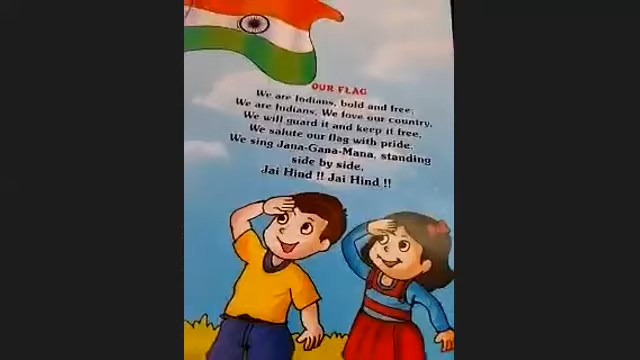 OUR FLAG
We are Indians, bold and free,
We are Indians, We love our country,
We will guard it and keep it free,
We salute our flag with pride,
We sing Jana-Gana-Mana, standing
side by side,
Jai Hind !! Jai Hind !!